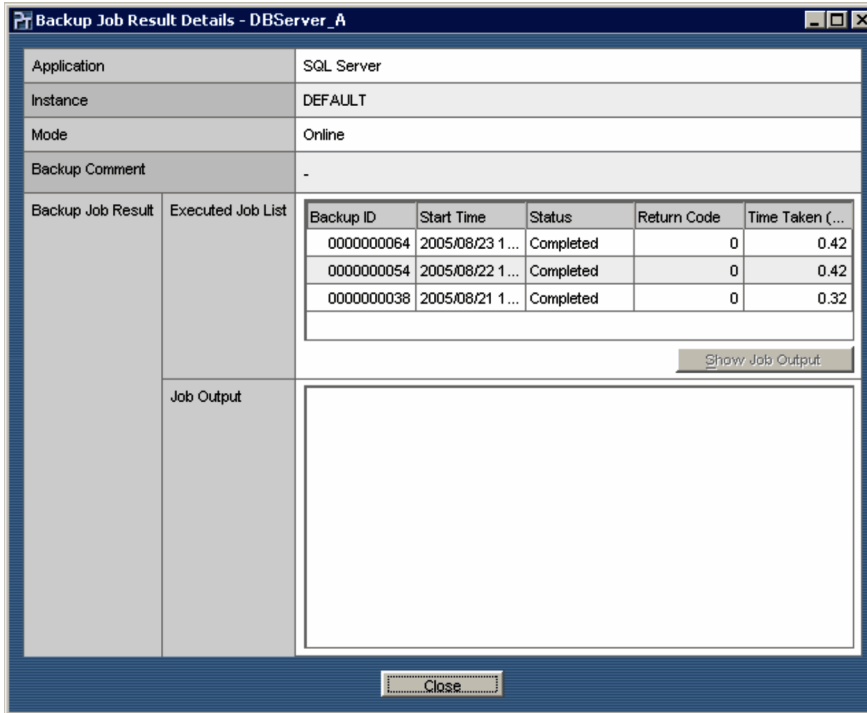 Backup Job Result Details - DBServer_A
Application SQL Server
Instance DEFAULT
Mode Online
Backup Comment -
Backup Job Result Executed Job List
Backup ID Start Time Status Return Code Time Taken (...
0000000064 2005/08/23 1... Completed 0 0.42
0000000054 2005/08/22 1... Completed 0 0.42
0000000038 2005/08/21 1... Completed 0 0.32
Show Job Output
Job Output
Close